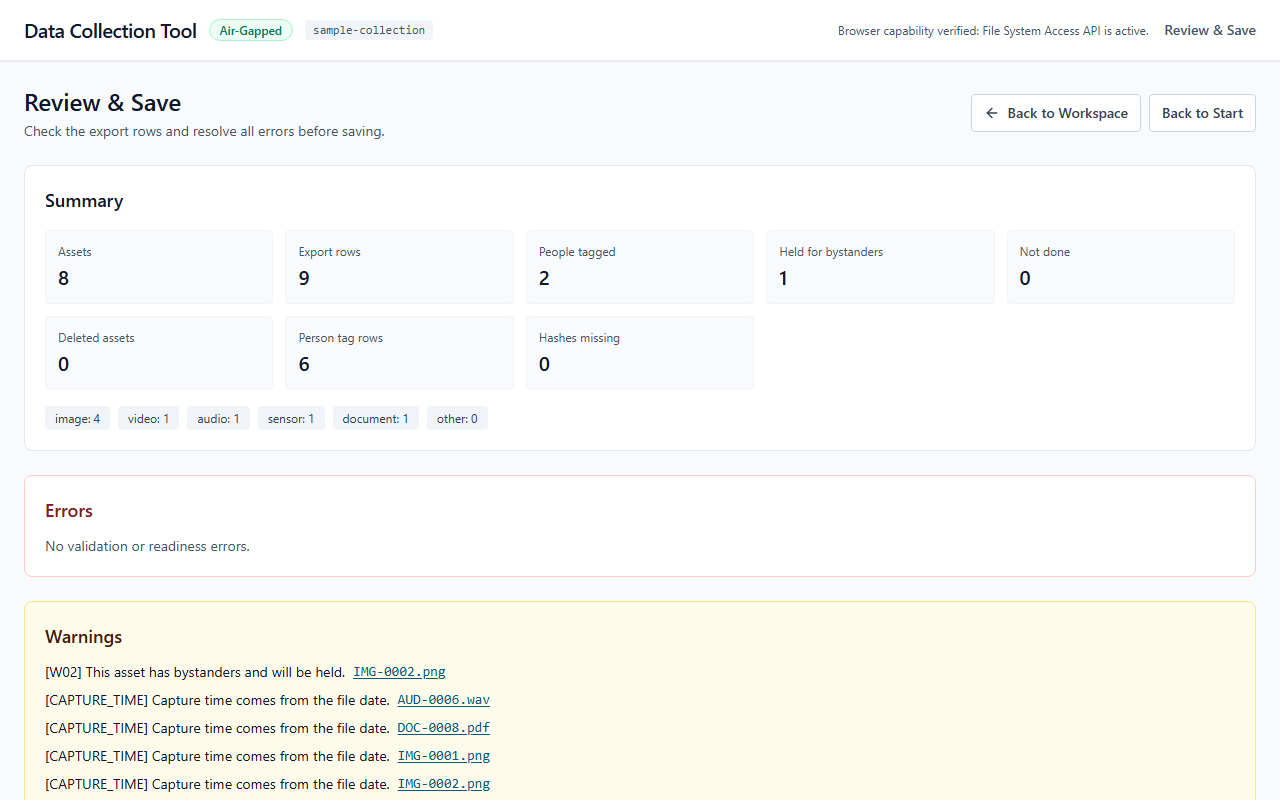 Data Collection Tool Air-Gapped sample-collection Browser capability verified: File System Access API is active. Review & Save
Review & Save
Check the export rows and resolve all errors before saving.
← Back to Workspace Back to Start
Summary
Assets Export rows People tagged Held for bystanders Not done
8 9 2 1 0
Deleted assets Person tag rows Hashes missing
0 6 0
image: 4 video: 1 audio: 1 sensor: 1 document: 1 other: 0
Errors
No validation or readiness errors.
Warnings
[W02] This asset has bystanders and will be held. IMG-0002.png
[CAPTURE_TIME] Capture time comes from the file date. AUD-0006.wav
[CAPTURE_TIME] Capture time comes from the file date. DOC-0008.pdf
[CAPTURE_TIME] Capture time comes from the file date. IMG-0001.png
[CAPTURE_TIME] Capture time comes from the file date. IMG-0002.png